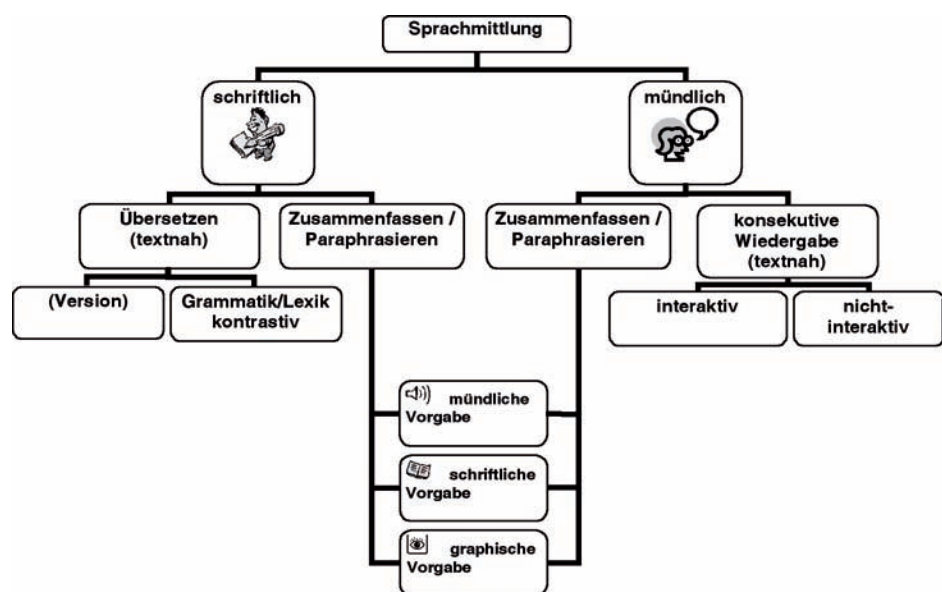 Sprachmittlung
schriftlich
mündlich
Übersetzen
(textnah)
Zusammenfassen /
Paraphrasieren
Zusammenfassen /
Paraphrasieren
konsekutive
Wiedergabe
(textnah)
(Version)
Grammatik/Lexik
kontrastiv
interaktiv
nicht-
interaktiv
mündliche
Vorgabe
schriftliche
Vorgabe
graphische
Vorgabe